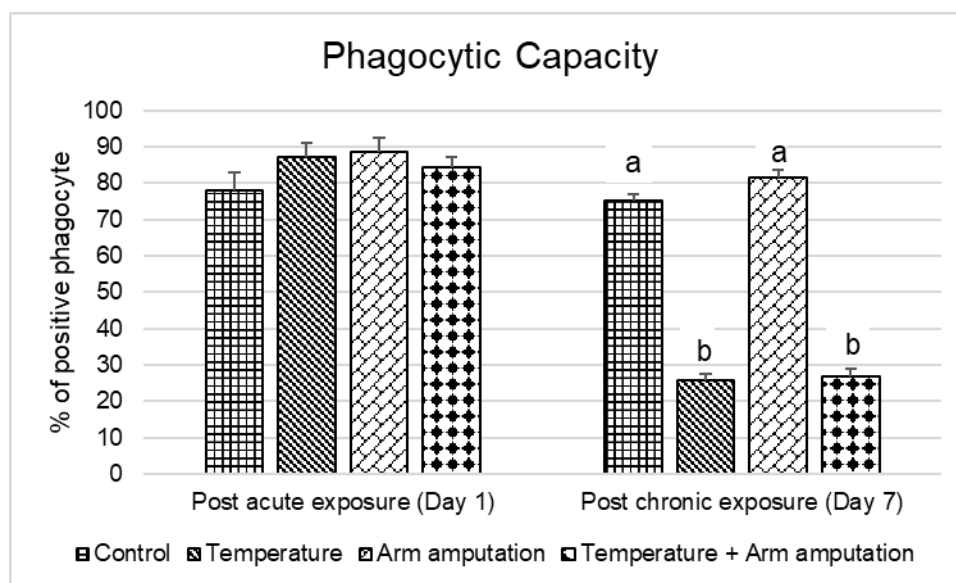 Phagocytic Capacity
% of positive phagocyte
100
90
80
70
60
50
40
30
20
10
0
a
b
a
b
Post acute exposure (Day 1)
Post chronic exposure (Day 7)
Control
Temperature
Arm amputation
Temperature + Arm amputation